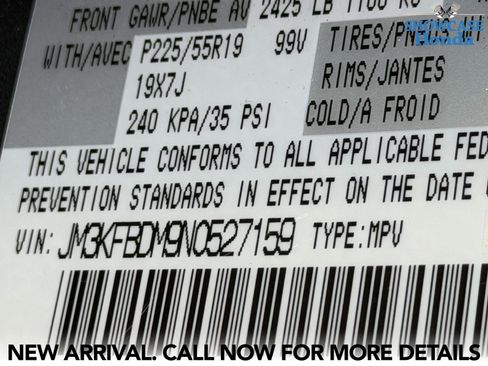 FRONT GAWR/PNBE AV 2425 LB
SHOWCASE
Honda
WITH/AVEC P225/55R19 99V TIRES/PNEUS
19X7J RIMS/JANTES
240 KPA/35 PSI COLD/A FROID
THIS VEHICLE CONFORMS TO ALL APPLICABLE FED
PREVENTION STANDARDS IN EFFECT ON THE DATE
VIN: JM3KFBDM9N0527159 TYPE:MPV
NEW ARRIVAL. CALL NOW FOR MORE DETAILS